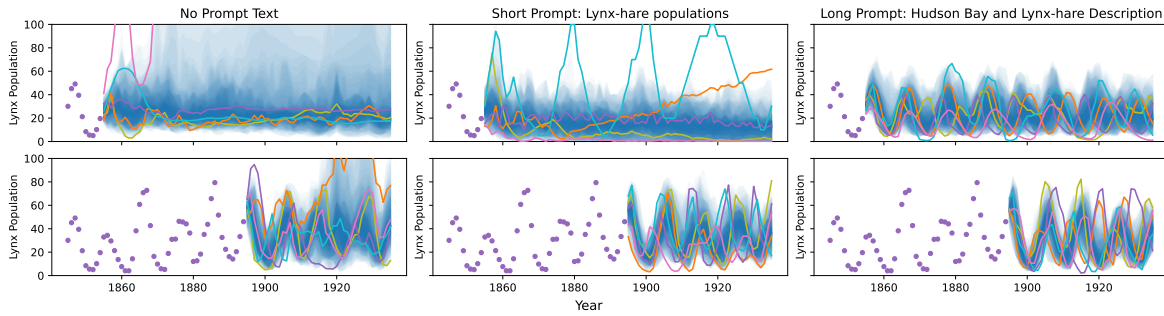 No Prompt Text
Short Prompt: Lynx-hare populations
Long Prompt: Hudson Bay and Lynx-hare Description
100
80
60
40
20
0
Lynx Population
Lynx Population
Lynx Population
100
80
60
40
20
0
Lynx Population
Lynx Population
Lynx Population
1860 1880 1900 1920
1860 1880 1900 1920
1860 1880 1900 1920
Year